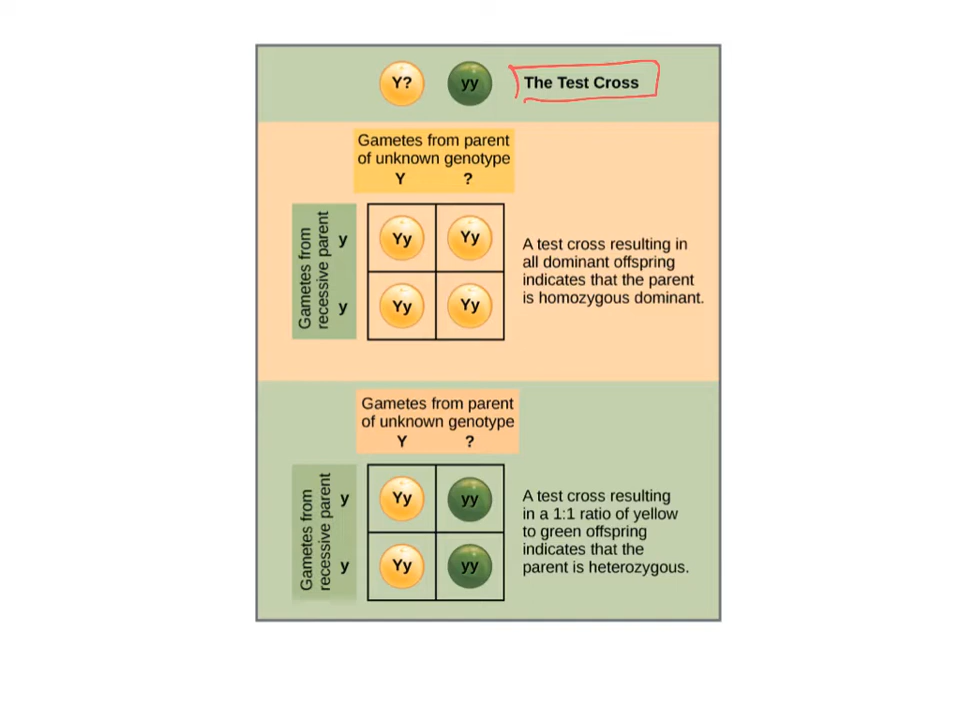 Y? yy The Test Cross
Gametes from parent
of unknown genotype
Y ?
Gametes from
recessive parent
y
y
Yy Yy
Yy Yy
A test cross resulting in
all dominant offspring
indicates that the parent
is homozygous dominant.
Gametes from parent
of unknown genotype
Y ?
Gametes from
recessive parent
y
y
Yy yy
Yy yy
A test cross resulting
in a 1:1 ratio of yellow
to green offspring
indicates that the
parent is heterozygous.